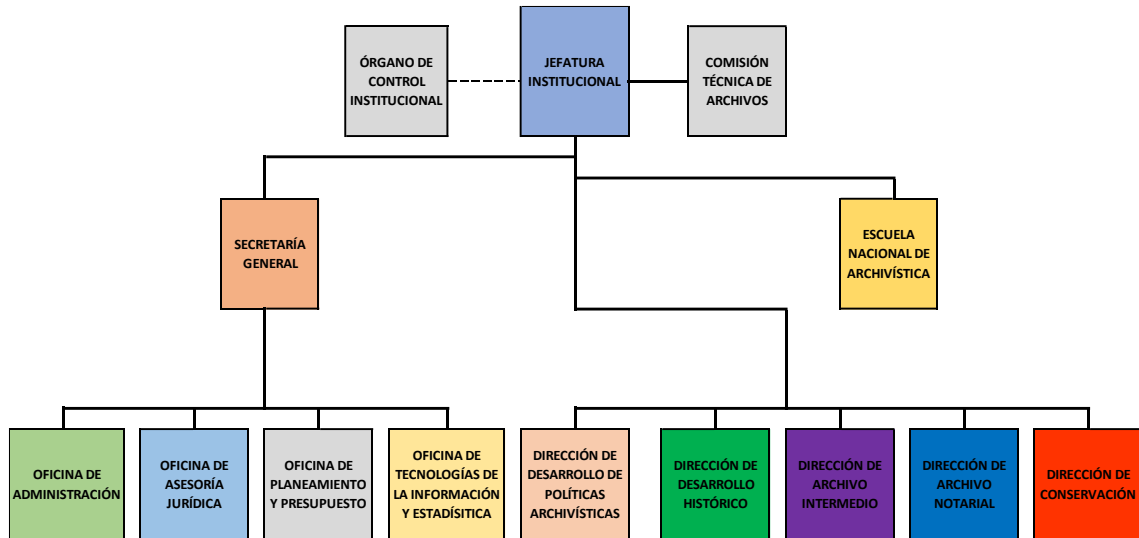 ÓRGANO DE
CONTROL
INSTITUCIONAL
JEFATURA
INSTITUCIONAL
COMISIÓN
TÉCNICA DE
ARCHIVOS
SECRETARÍA
GENERAL
ESCUELA
NACIONAL DE
ARCHIVÍSTICA
OFICINA DE
ADMINISTRACIÓN
OFICINA DE
ASESORÍA
JURÍDICA
OFICINA DE
PLANEAMIENTO
Y PRESUPUESTO
OFICINA DE
TECNOLOGÍAS DE
LA INFORMACIÓN
Y ESTADÍSITICA
DIRECCIÓN DE
DESARROLLO DE
POLÍTICAS
ARCHIVÍSTICAS
DIRECCIÓN DE
DESARROLLO
HISTÓRICO
DIRECCIÓN DE
ARCHIVO
INTERMEDIO
DIRECCIÓN DE
ARCHIVO
NOTARIAL
DIRECCIÓN DE
CONSERVACIÓN